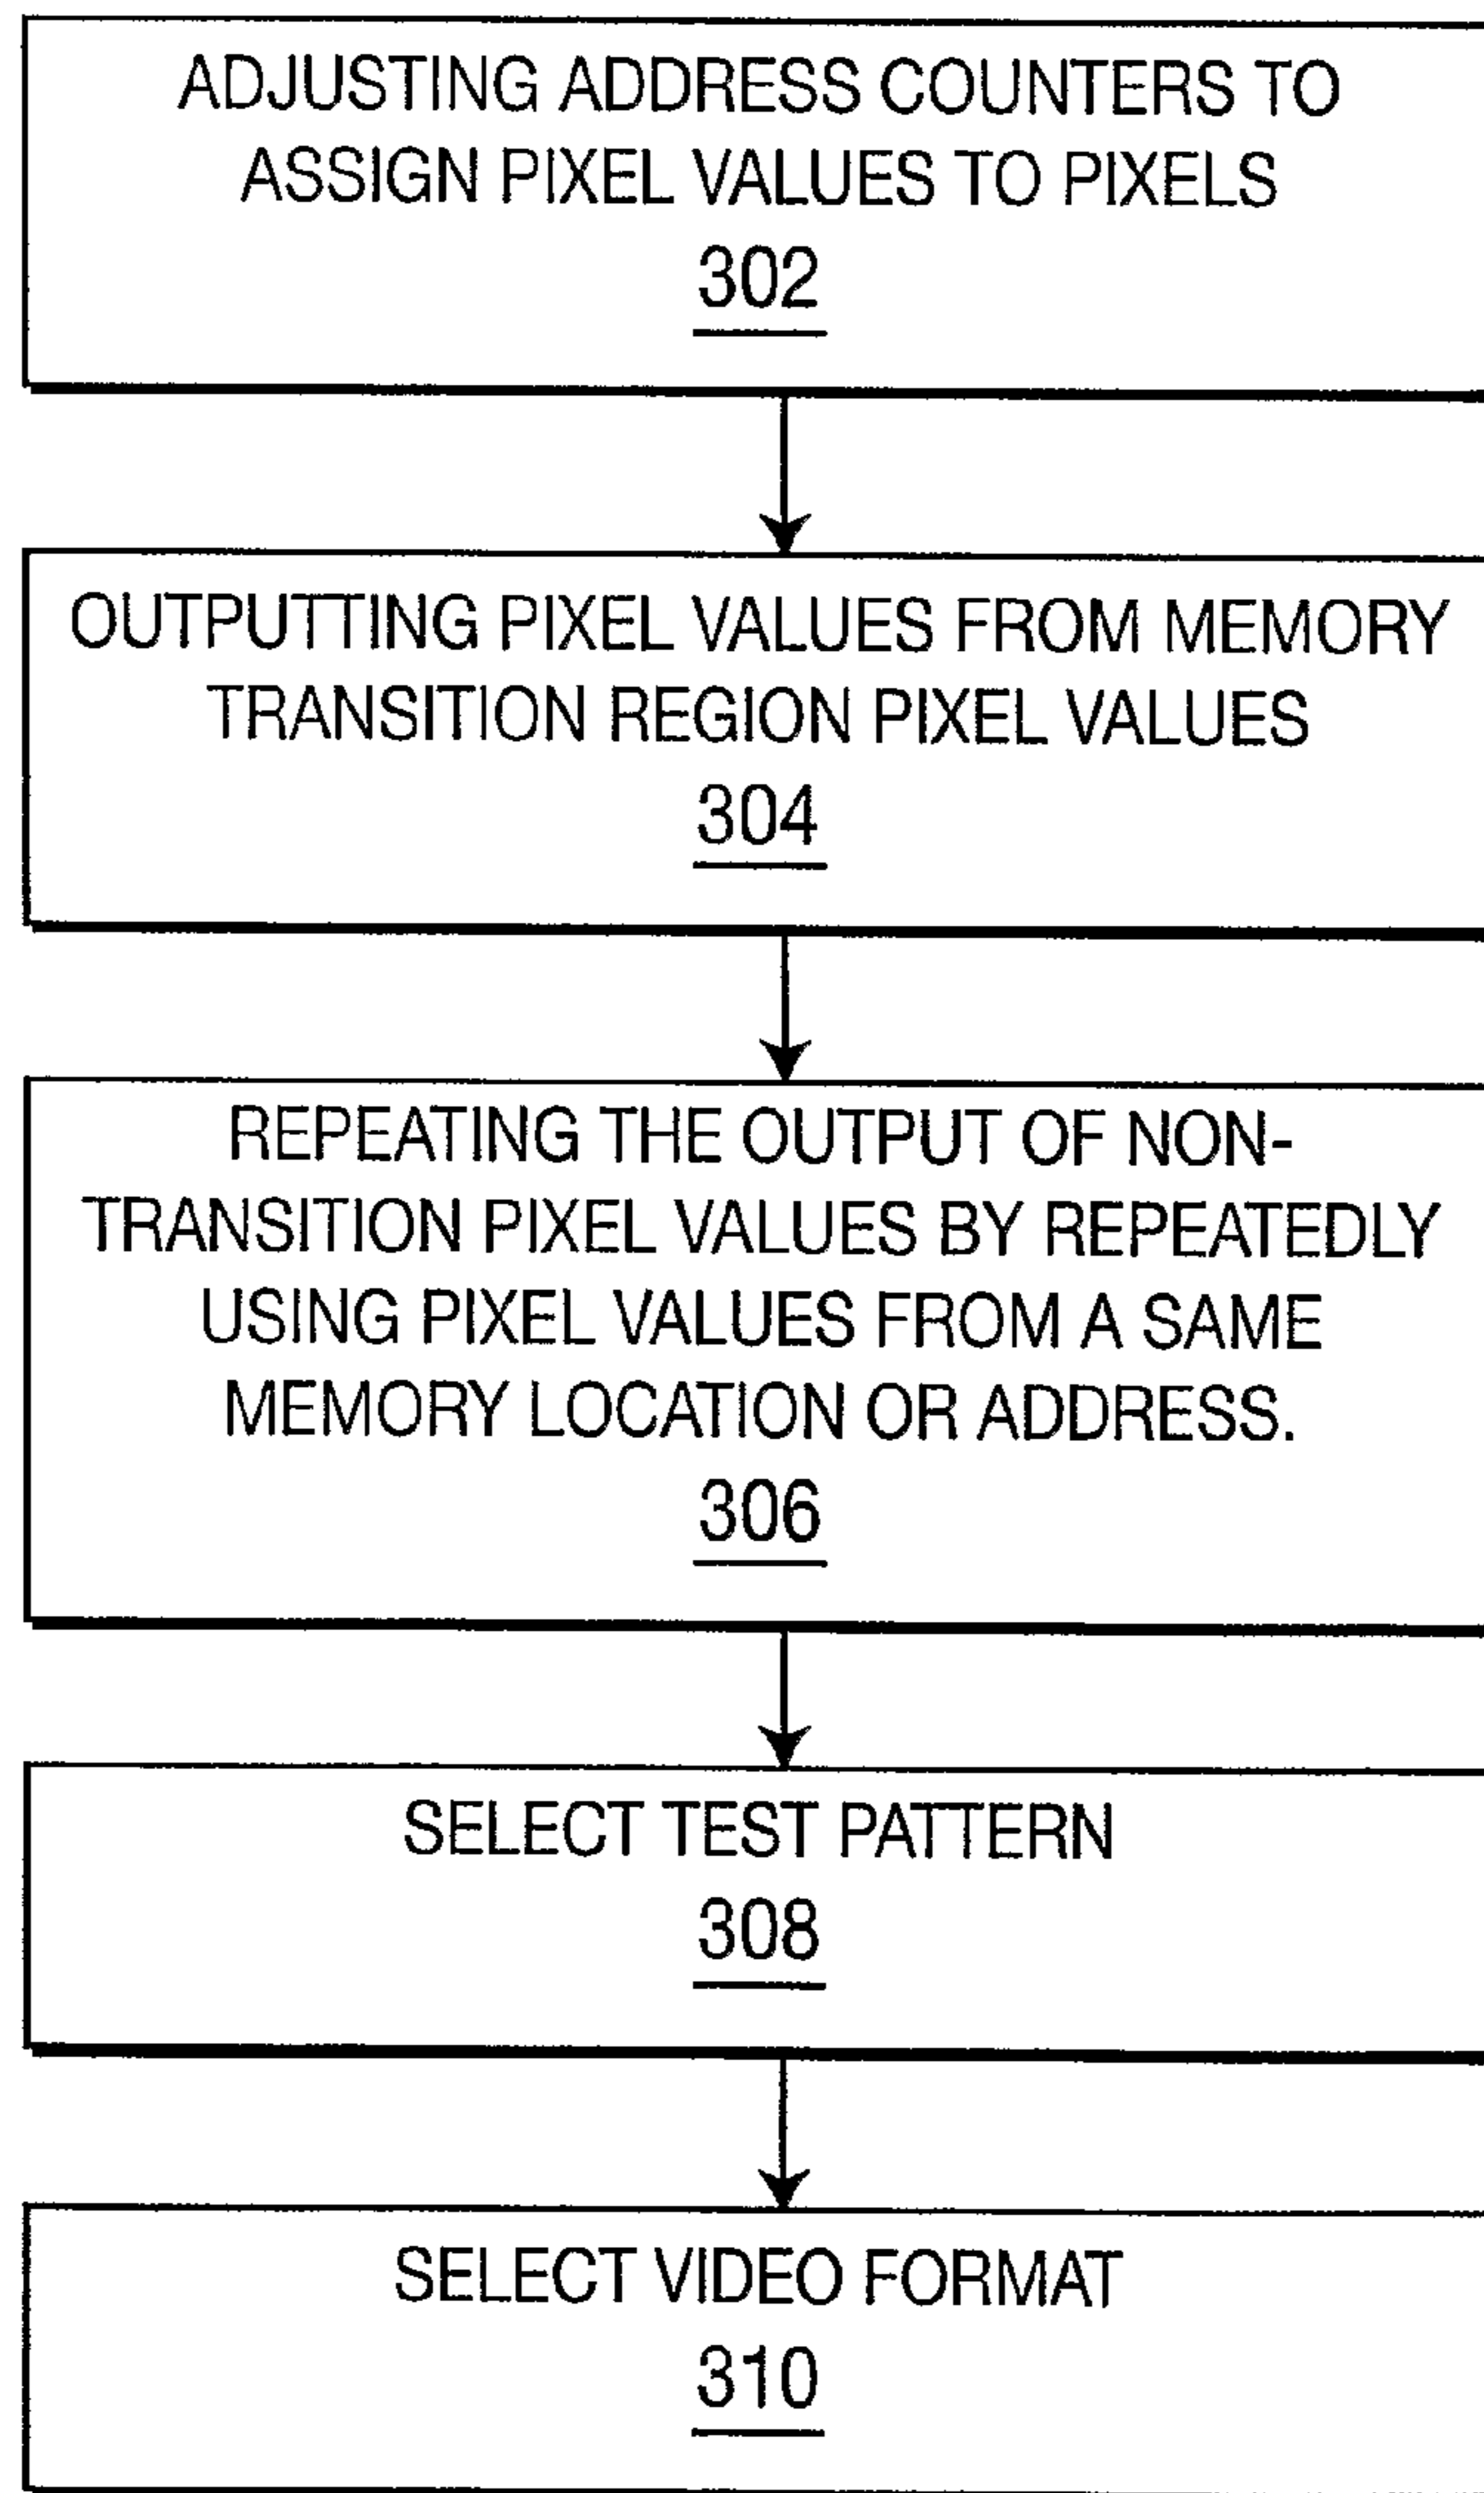 ADJUSTING ADDRESS COUNTERS TO
ASSIGN PIXEL VALUES TO PIXELS
302
OUTPUTTING PIXEL VALUES FROM MEMORY
TRANSITION REGION PIXEL VALUES
304
REPEATING THE OUTPUT OF NON-
TRANSITION PIXEL VALUES BY REPEATEDLY
USING PIXEL VALUES FROM A SAME
MEMORY LOCATION OR ADDRESS.
306
SELECT TEST PATTERN
308
SELECT VIDEO FORMAT
310